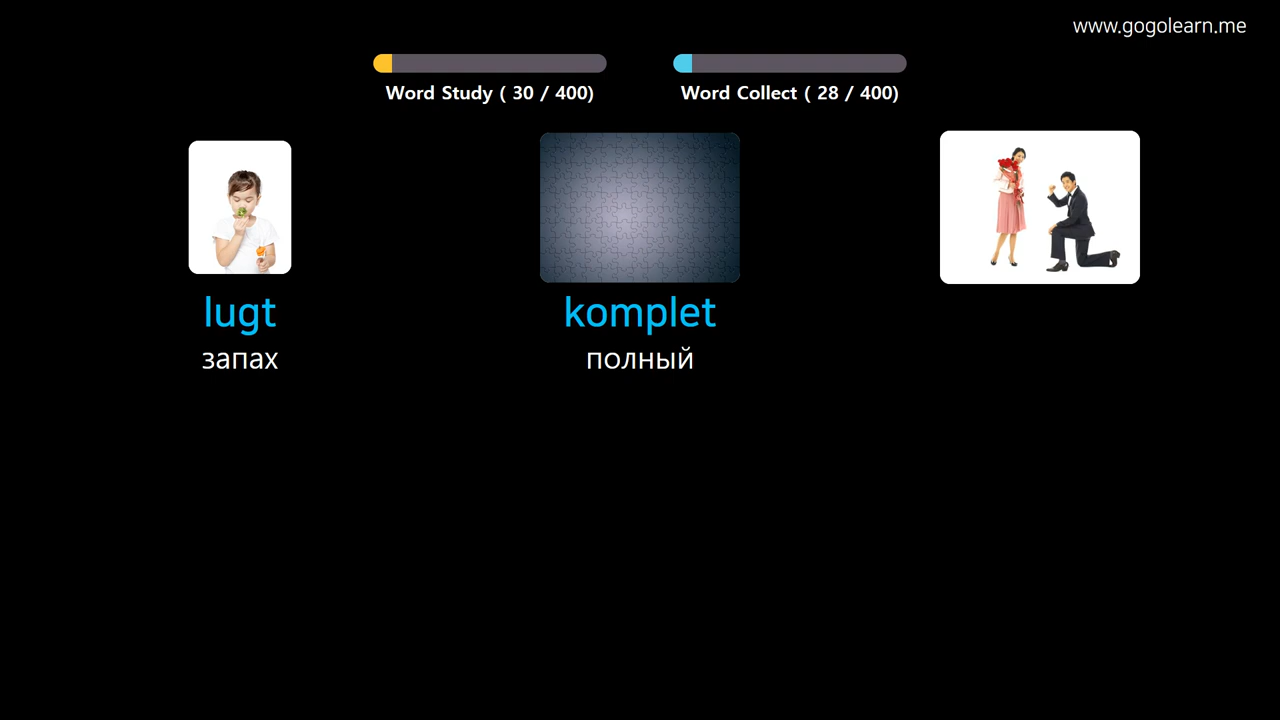 www.gogolearn.me
Word Study ( 30 / 400)
Word Collect ( 28 / 400)
lugt
komplet
запах
полный